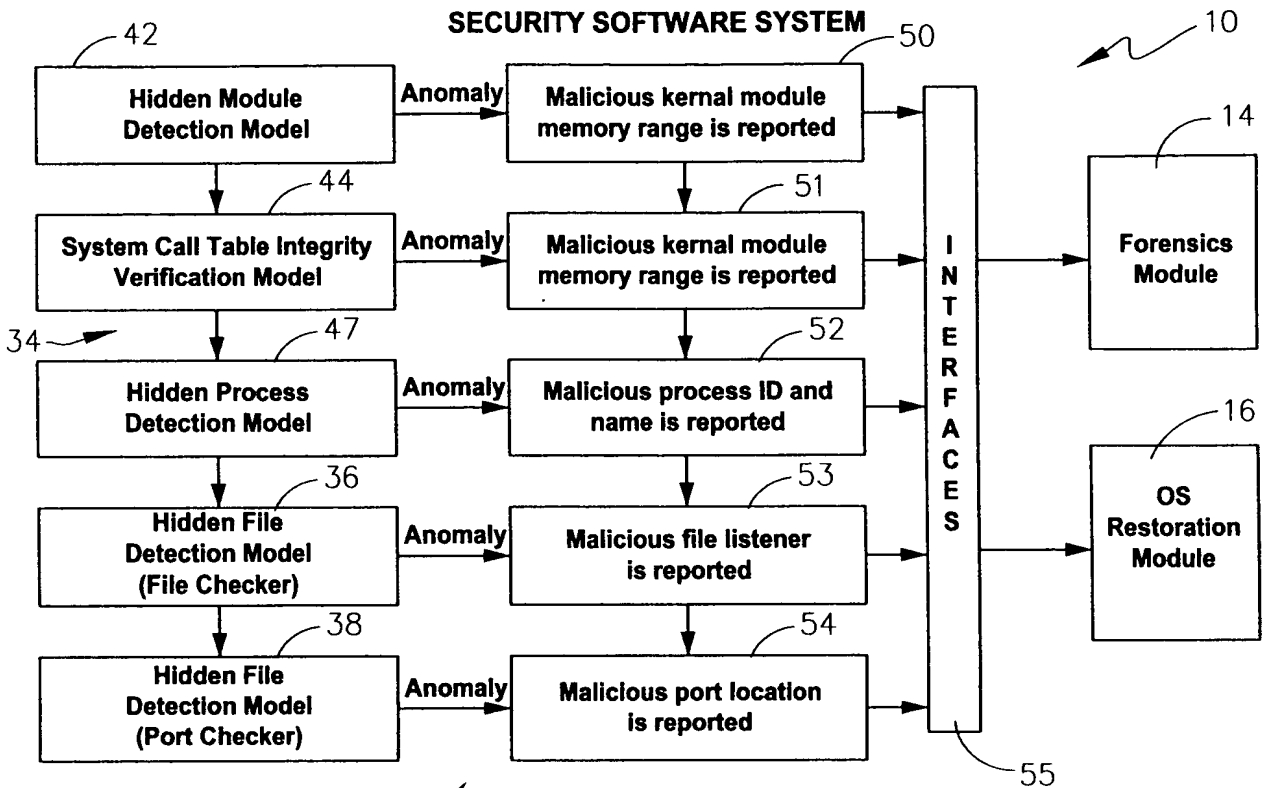 SECURITY SOFTWARE SYSTEM
42
50
10
Hidden Module
Detection Model
Anomaly
Malicious kernal module
memory range is reported
14
44
51
System Call Table Integrity
Verification Model
Anomaly
Malicious kernal module
memory range is reported
INTERFACES
Forensics
Module
34
47
52
Hidden Process
Detection Model
Anomaly
Malicious process ID and
name is reported
16
36
53
Hidden File
Detection Model
(File Checker)
Anomaly
Malicious file listener
is reported
OS
Restoration
Module
38
54
Hidden File
Detection Model
(Port Checker)
Anomaly
Malicious port location
is reported
55